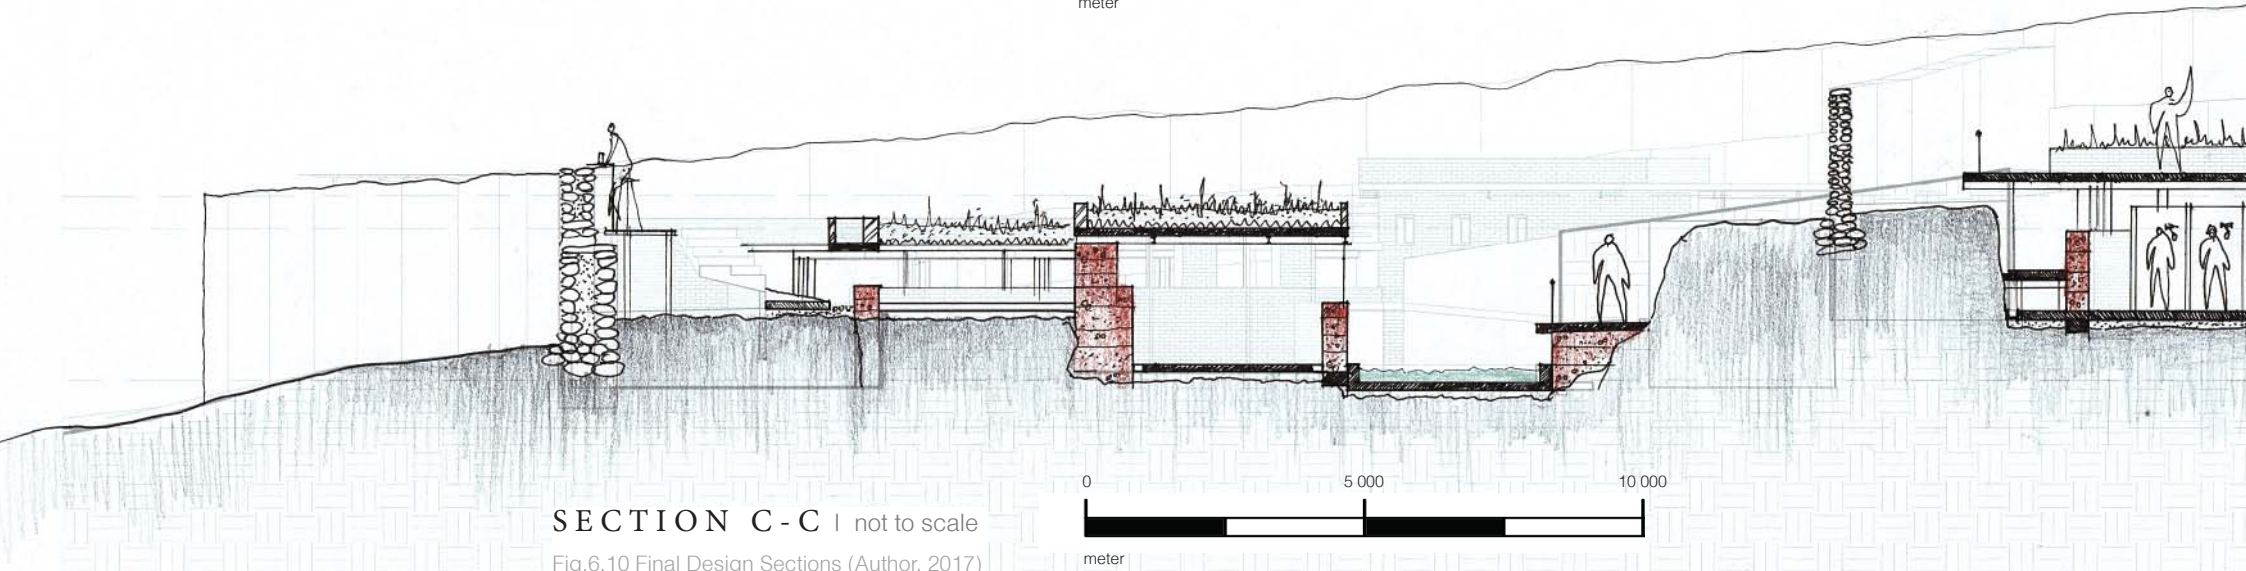 meter
0 5 000 10 000
SECTION C-C | not to scale
meter
Fig.6.10 Final Design Sections (Author, 2017)